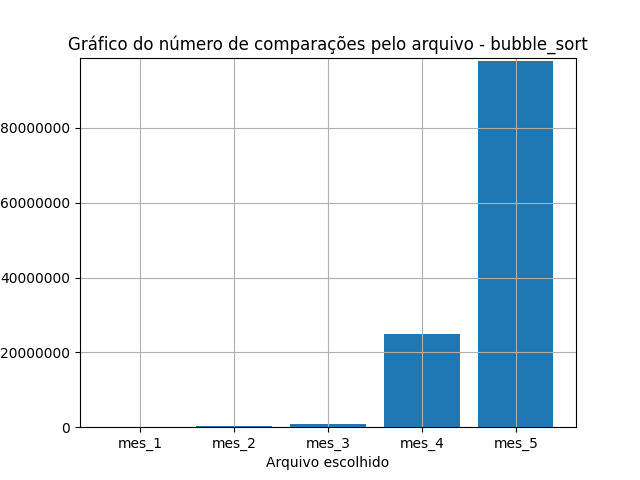 Gráfico do número de comparações pelo arquivo - bubble_sort
80000000
60000000
40000000
20000000
0
mes_1 mes_2 mes_3 mes_4 mes_5
Arquivo escolhido